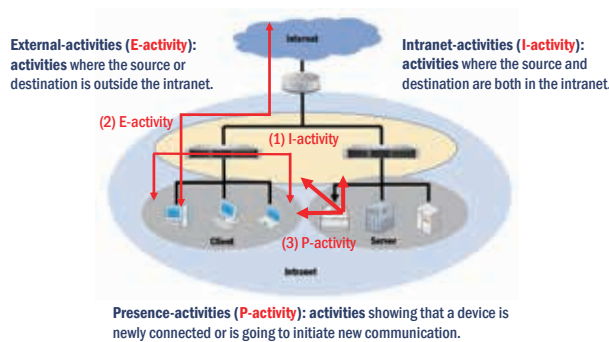 Internet
External-activities (E-activity):
activities where the source or
destination is outside the intranet.
Intranet-activities (I-activity):
activities where the source and
destination are both in the intranet.
(2) E-activity
(1) I-activity
(3) P-activity
Client
Server
Intranet
Presence-activities (P-activity): activities showing that a device is
newly connected or is going to initiate new communication.